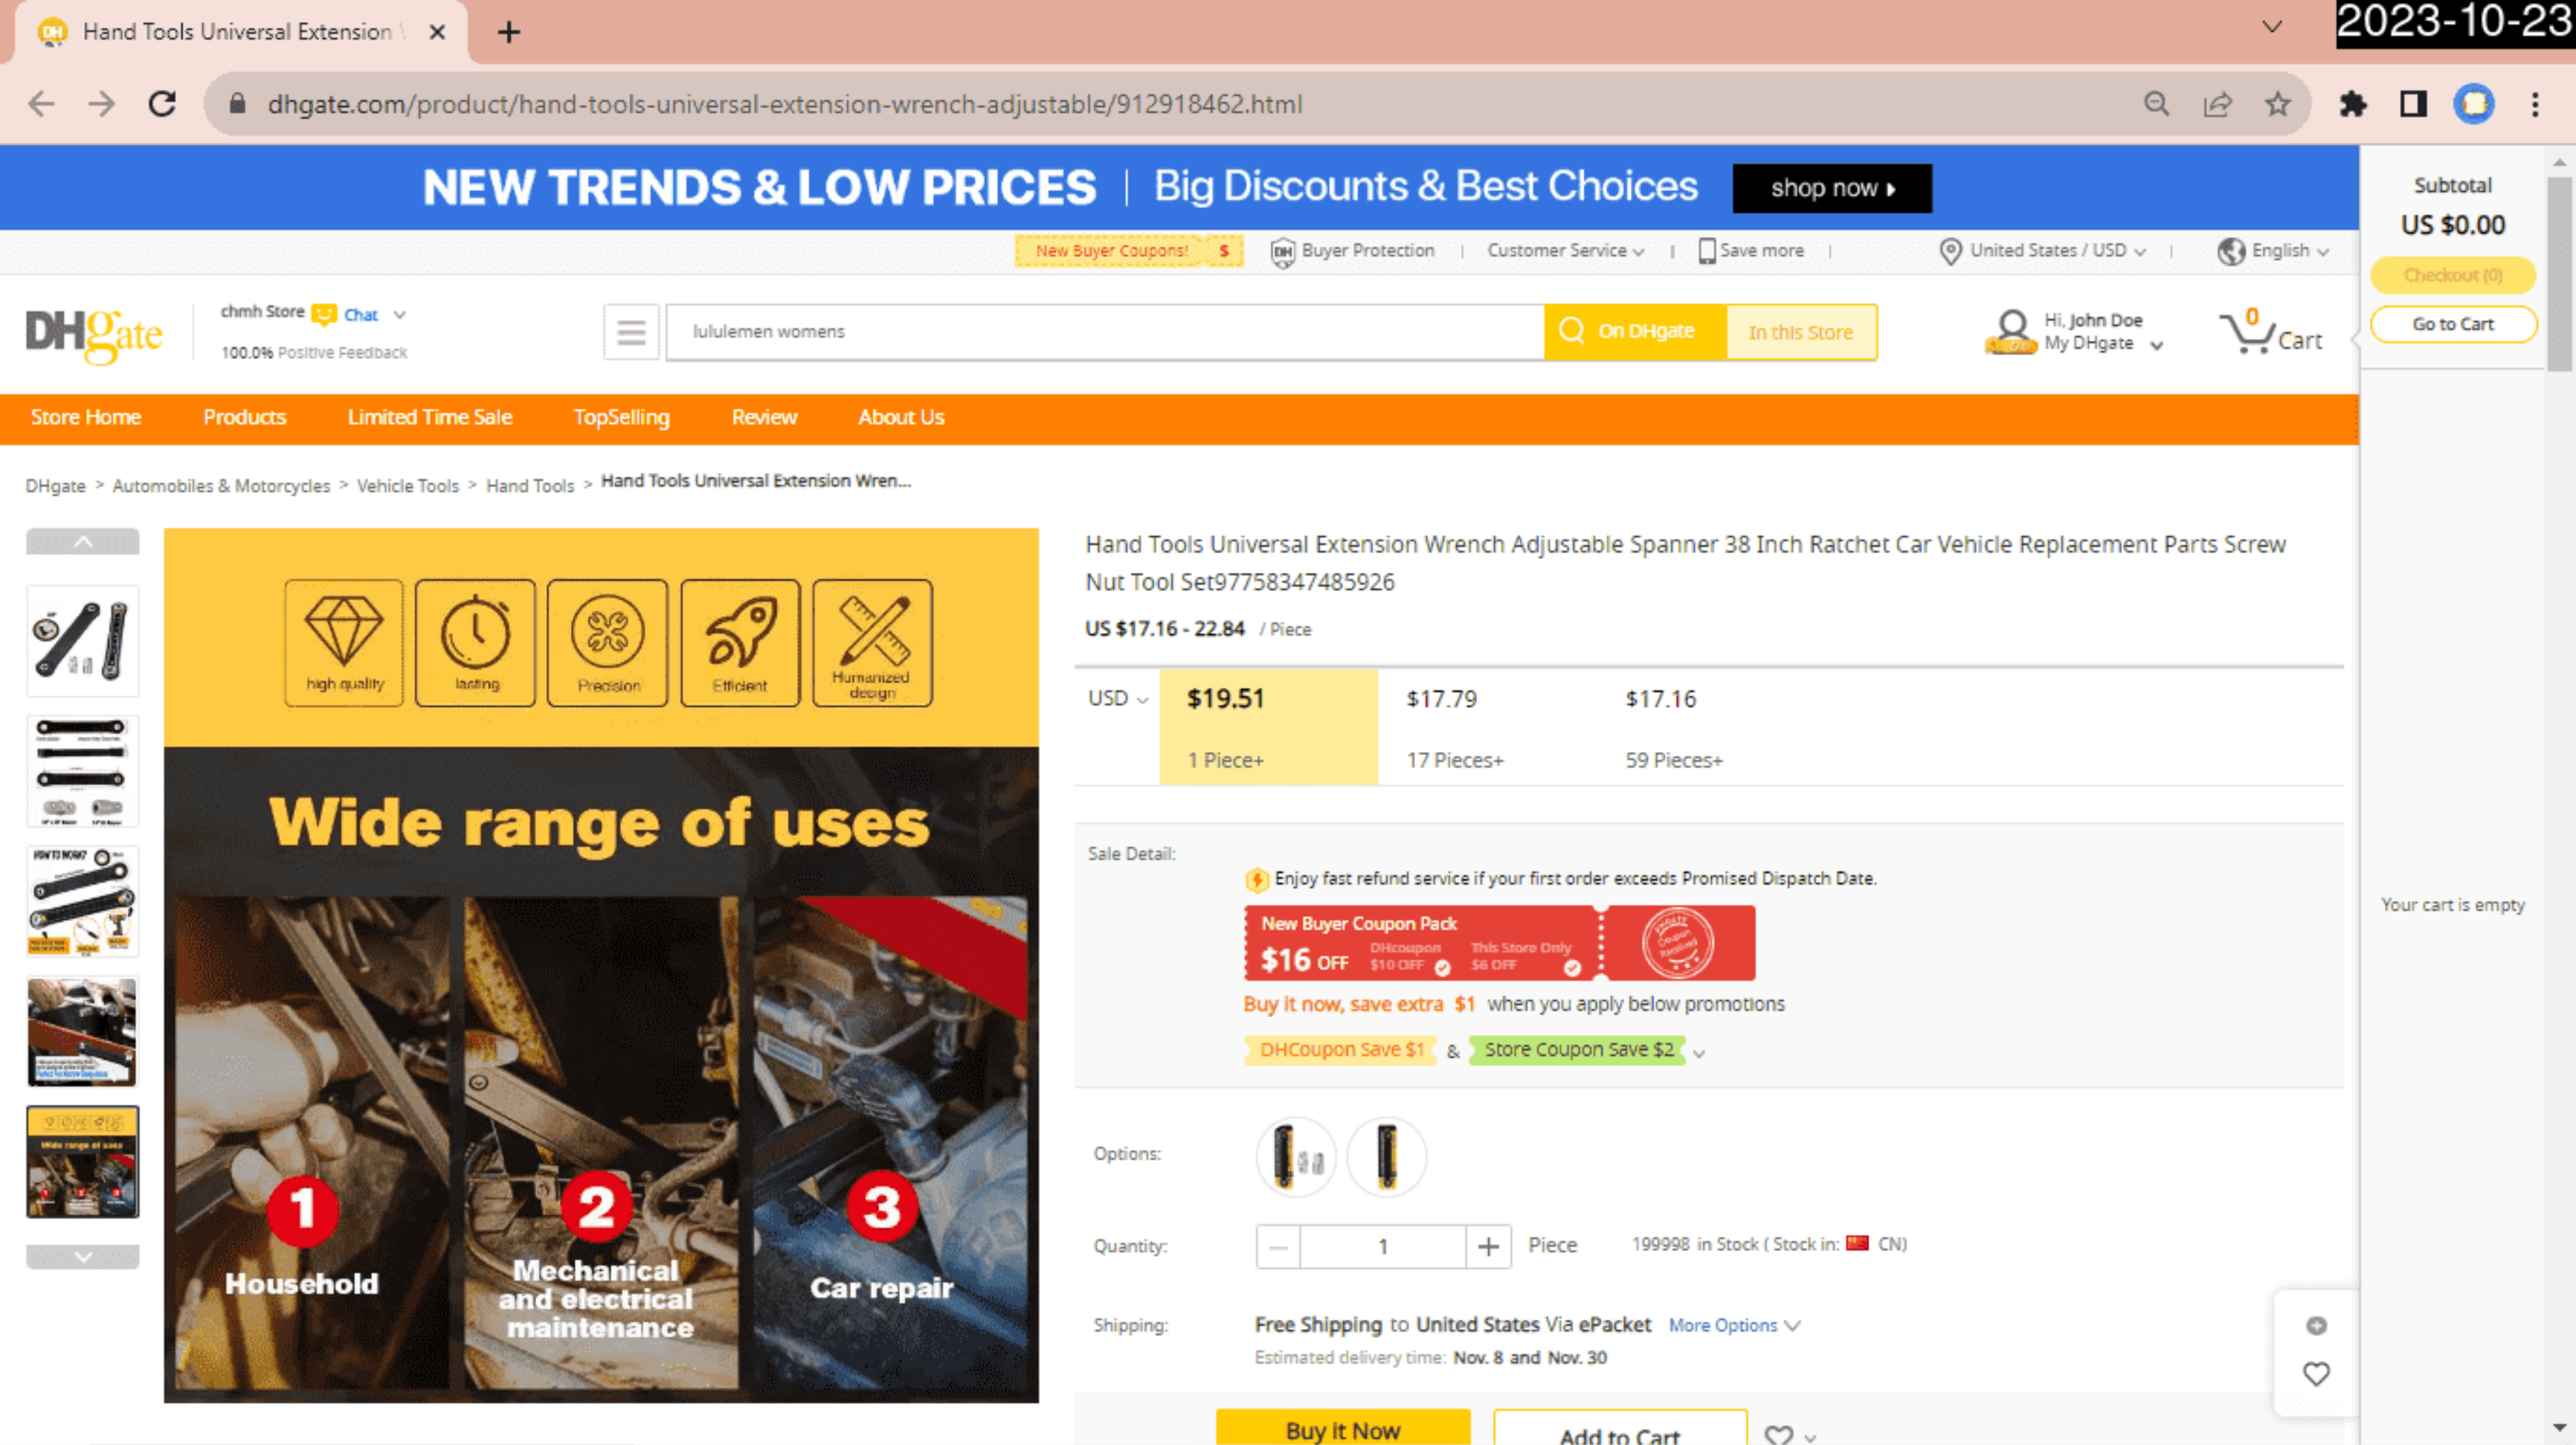 Hand Tools Universal Extension
2023-10-23
dhgate.com/product/hand-tools-universal-extension-wrench-adjustable/912918462.html
NEW TRENDS & LOW PRICES | Big Discounts & Best Choices shop now
Subtotal
US $0.00
Checkout (0)
Go to Cart
Your cart is empty
New Buyer Coupons! $ DH Buyer Protection | Customer Service | Save more | United States / USD | English
DHgate
chmh Store Chat
100.0% Positive Feedback
lululemen womens
On DHgate
In this Store
Hi, John Doe
My DHgate
0
Cart
Store Home Products Limited Time Sale TopSelling Review About Us
DHgate > Automobiles & Motorcycles > Vehicle Tools > Hand Tools > Hand Tools Universal Extension Wren...
HOW TO WORK?
Wide range of uses
high quality
lasting
Precision
Efficient
Humanized
design
Wide range of uses
1
Household
2
Mechanical
and electrical
maintenance
3
Car repair
Hand Tools Universal Extension Wrench Adjustable Spanner 38 Inch Ratchet Car Vehicle Replacement Parts Screw
Nut Tool Set97758347485926
US $17.16 - 22.84 / Piece
USD $19.51 $17.79 $17.16
1 Piece+ 17 Pieces+ 59 Pieces+
Sale Detail:
Enjoy fast refund service if your first order exceeds Promised Dispatch Date.
New Buyer Coupon Pack
$16 OFF
DHcoupon
$10 OFF
This Store Only
$6 OFF
DHGATE
Coupon
Received
Buy it now, save extra $1 when you apply below promotions
DHCoupon Save $1 & Store Coupon Save $2
Options:
Quantity: 1 Piece 199998 in Stock ( Stock in: CN)
Shipping: Free Shipping to United States Via ePacket More Options
Estimated delivery time: Nov. 8 and Nov. 30
Buy it Now
Add to Cart